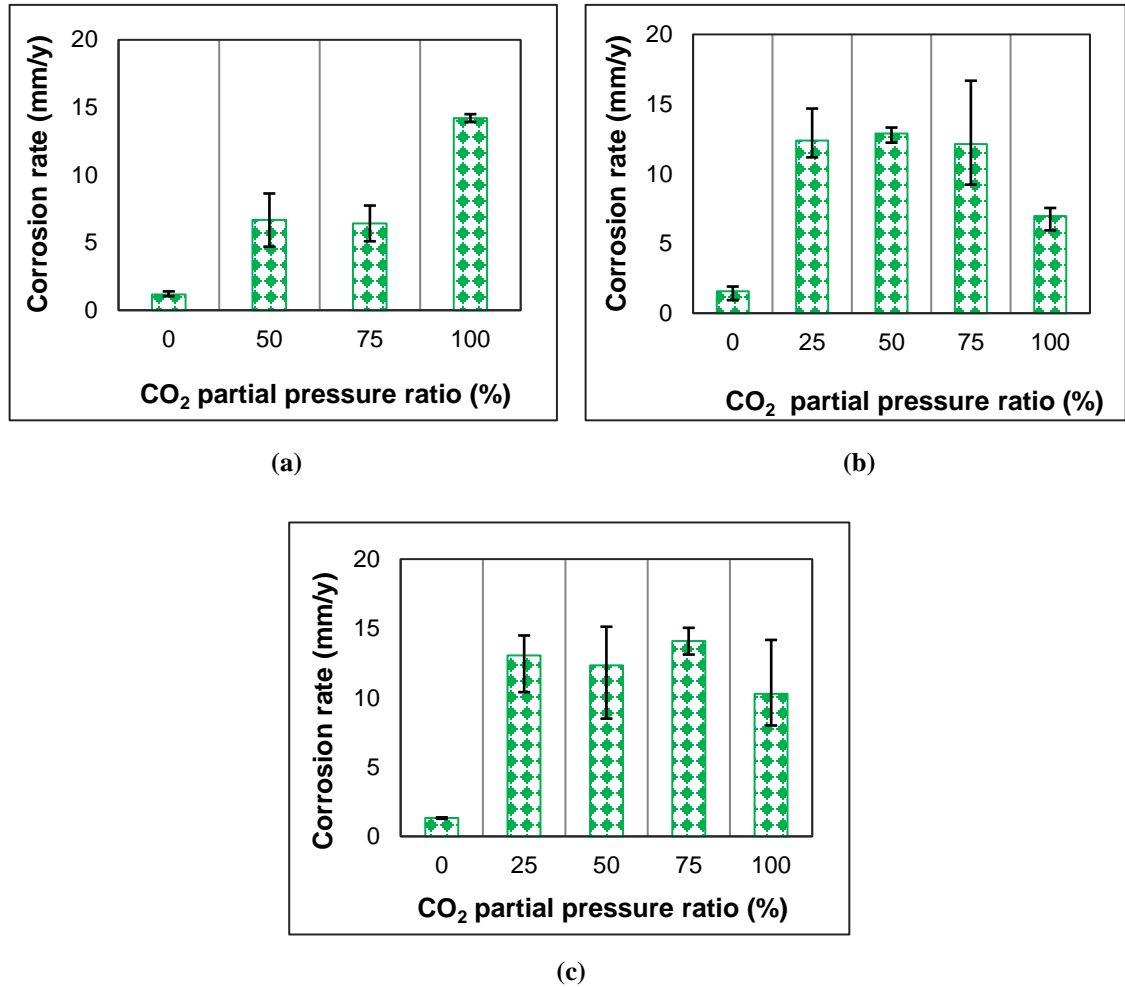 Corrosion rate (mm/y)
20
15
10
5
0
0 50 75 100
CO₂ partial pressure ratio (%)
(a)
Corrosion rate (mm/y)
20
15
10
5
0
0 25 50 75 100
CO₂ partial pressure ratio (%)
(b)
Corrosion rate (mm/y)
20
15
10
5
0
0 25 50 75 100
CO₂ partial pressure ratio (%)
(c)